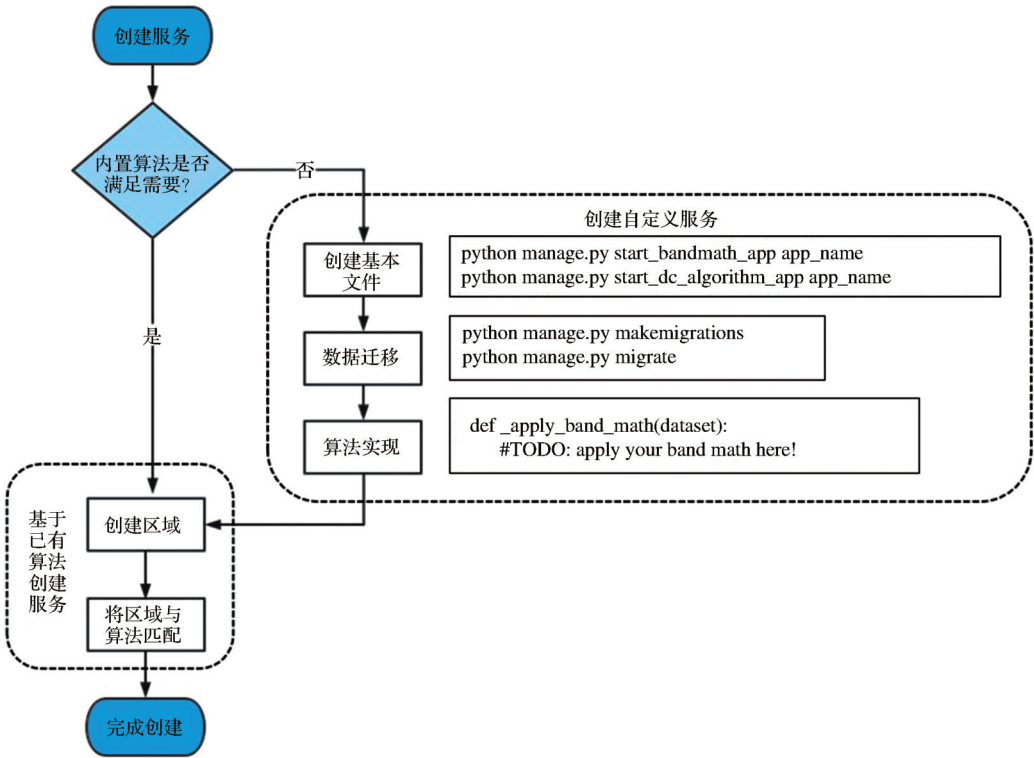 创建服务
内置算法是否
满足需要?
否
是
创建自定义服务
创建基本
文件
python manage.py start_bandmath_app app_name
python manage.py start_dc_algorithm_app app_name
数据迁移
python manage.py makemigrations
python manage.py migrate
算法实现
def _apply_band_math(dataset):
#TODO: apply your band math here!
基于
已有
算法
创建
服务
创建区域
将区域与
算法匹配
完成创建